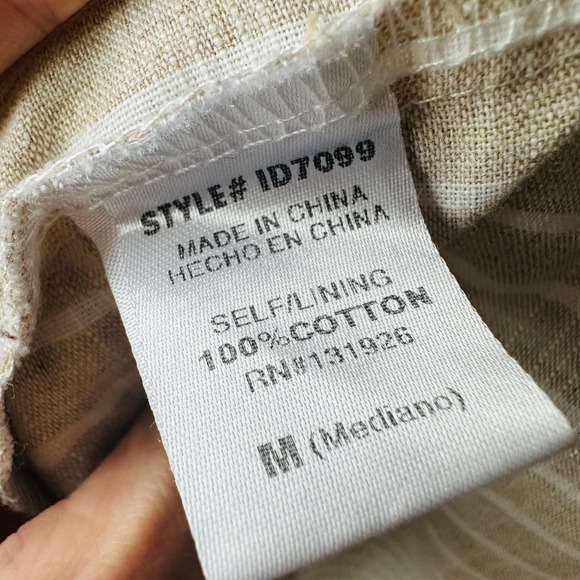 STYLE# ID7099
MADE IN CHINA
HECHO EN CHINA
SELF/LINING
100%COTTON
RN#131926
M (Mediano)